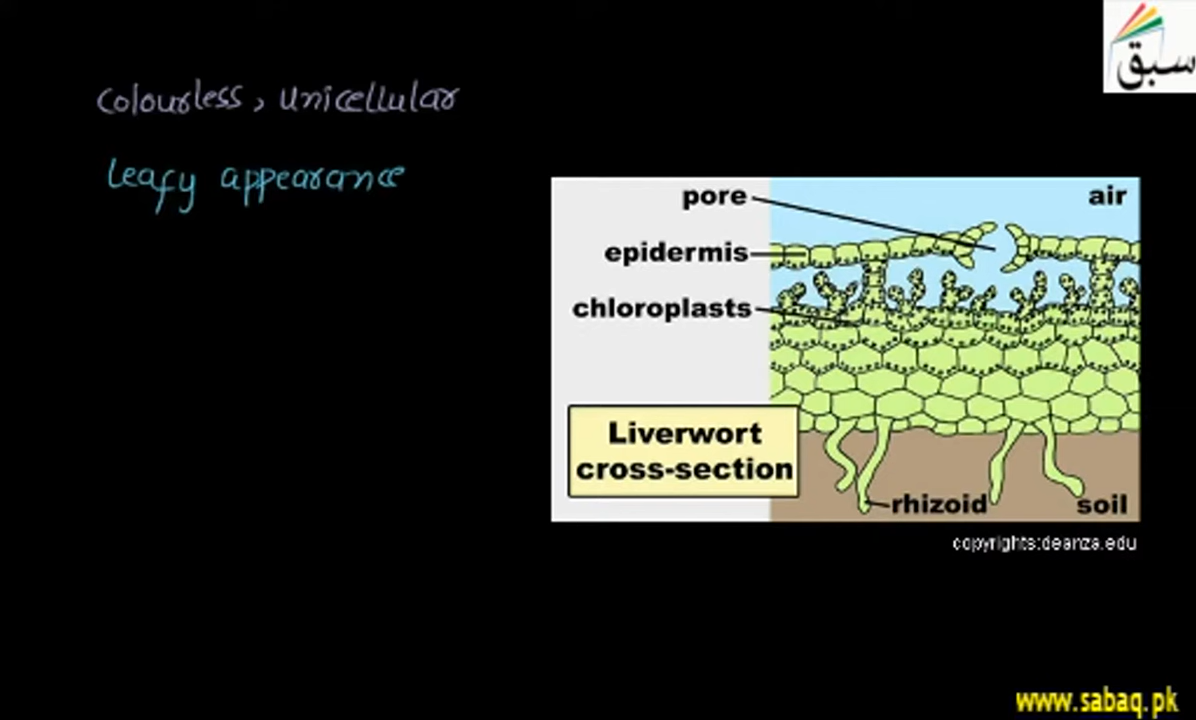 سبق
colourless, unicellular
leafy appearance
pore
air
epidermis
chloroplasts
Liverwort
cross-section
rhizoid
soil
copyrights:deanza.edu
www.sabaq.pk